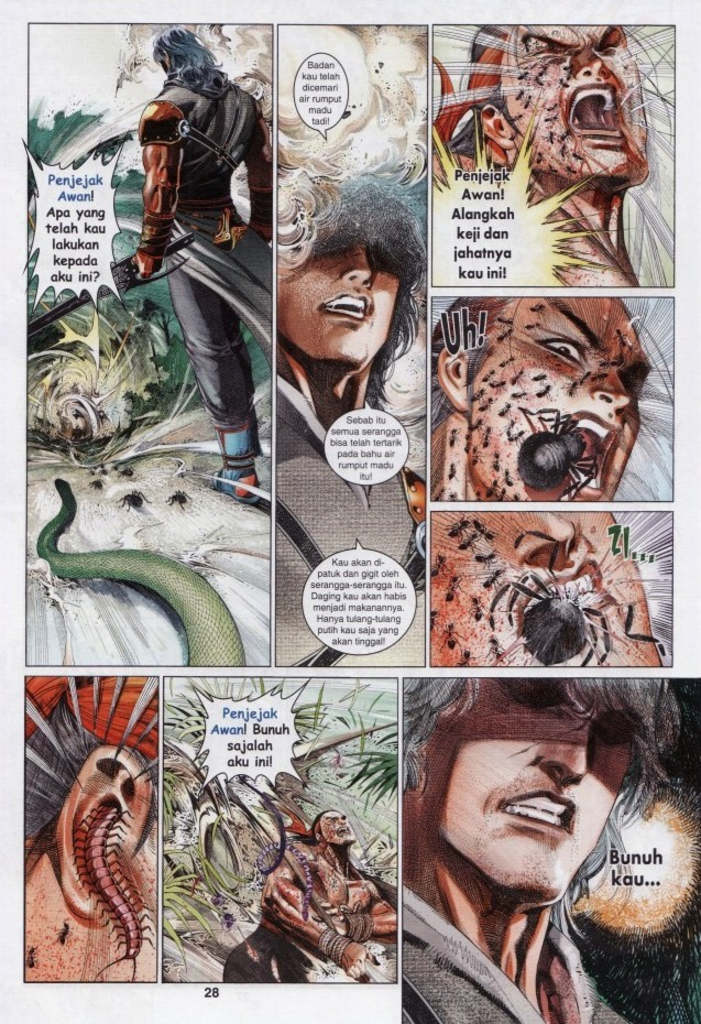 Penjejak
Awan!
Apa yang
telah kau
lakukan
kepada
aku ini?
Badan
kau telah
dicemari
air rumput
madu
tadi!
Sebab itu
semua serangga
bisa telah tertarik
pada bahu air
rumput madu
itu!
Kau akan di-
patuk dan gigit oleh
serangga-serangga itu.
Daging kau akan habis
menjadi makanannya.
Hanya tulang-tulang
putih kau saja yang
akan tinggal!
Penjejak
Awan!
Alangkah
keji dan
jahatnya
kau ini!
Uh!
Penjejak
Awan! Bunuh
sajalah
aku ini!
Bunuh
kau...
28